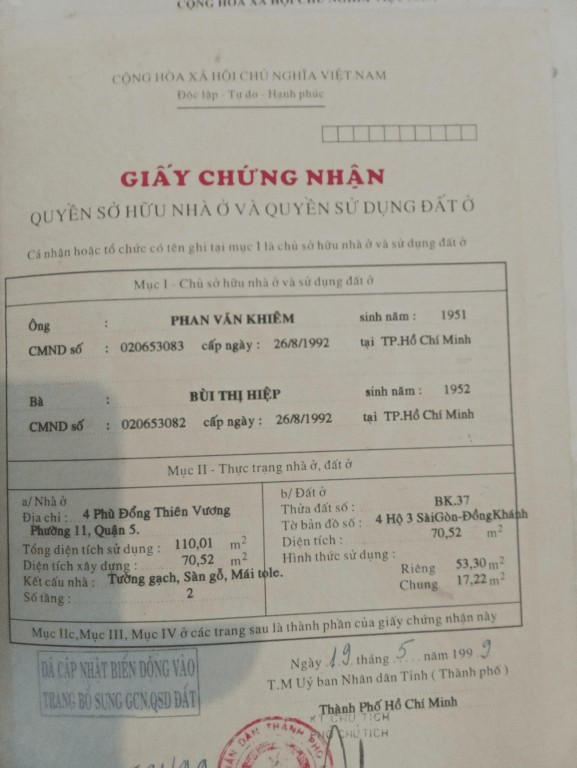 CỘNG HÒA XÃ HỘI CHỦ NGHĨA VIỆT NAM
Độc lập - Tự do - Hạnh phúc
GIẤY CHỨNG NHẬN
QUYỀN SỞ HỮU NHÀ Ở VÀ QUYỀN SỬ DỤNG ĐẤT Ở
Cá nhân hoặc tổ chức có tên ghi tại mục I là chủ sở hữu nhà ở và sử dụng đất ở
Mục I - Chủ sở hữu nhà ở và sử dụng đất ở
Ông : PHAN VĂN KHIÊM sinh năm : 1951
CMND số : 020653083 cấp ngày : 26/8/1992 tại TP.Hồ Chí Minh
Bà : BÙI THỊ HIỆP sinh năm : 1952
CMND số : 020653082 cấp ngày : 26/8/1992 tại TP.Hồ Chí Minh
Mục II - Thực trạng nhà ở, đất ở
a/ Nhà ở
Địa chỉ : 4 Phù Đổng Thiên Vương
Phường 11, Quận 5.
Tổng diện tích sử dụng : 110,01 m2
Diện tích xây dựng : 70,52 m2
Kết cấu nhà : Tường gạch, Sàn gỗ, Mái tole.
Số tầng : 2
b/ Đất ở
Thửa đất số : BK.37
Tờ bản đồ số : 4 Hộ 3 SàiGòn-ĐồngKhánh
Diện tích : 70,52 m2
Hình thức sử dụng :
Riêng 53,30 m2
Chung 17,22 m2
Mục IIc,Mục III, Mục IV ở các trang sau là thành phần của giấy chứng nhận này
ĐÃ CẬP NHẬT BIẾN ĐỘNG VÀO
TRANG BỔ SUNG GCN.QSD ĐẤT
Ngày 19 tháng 5 năm 1999
T.M Uỷ ban Nhân dân Tỉnh ( Thành phố )
Thành Phố Hồ Chí Minh
KT CHỦ TỊCH
PHÓ CHỦ TỊCH
DÂN THÀNH PHỐ